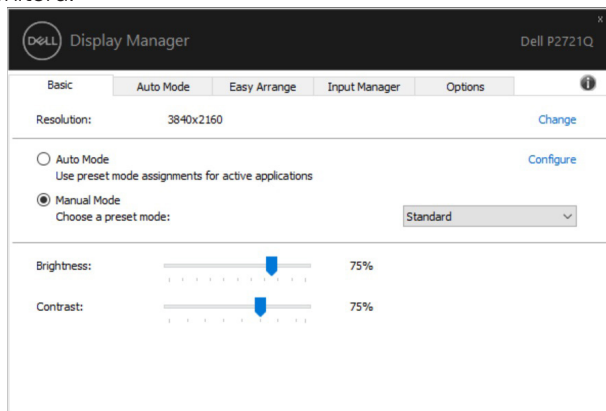 DELL Display Manager
x
Dell P2721Q
Basic Auto Mode Easy Arrange Input Manager Options
Resolution: 3840x2160 Change
Auto Mode Configure
Use preset mode assignments for active applications
Manual Mode
Choose a preset mode: Standard
Brightness: 75%
Contrast: 75%